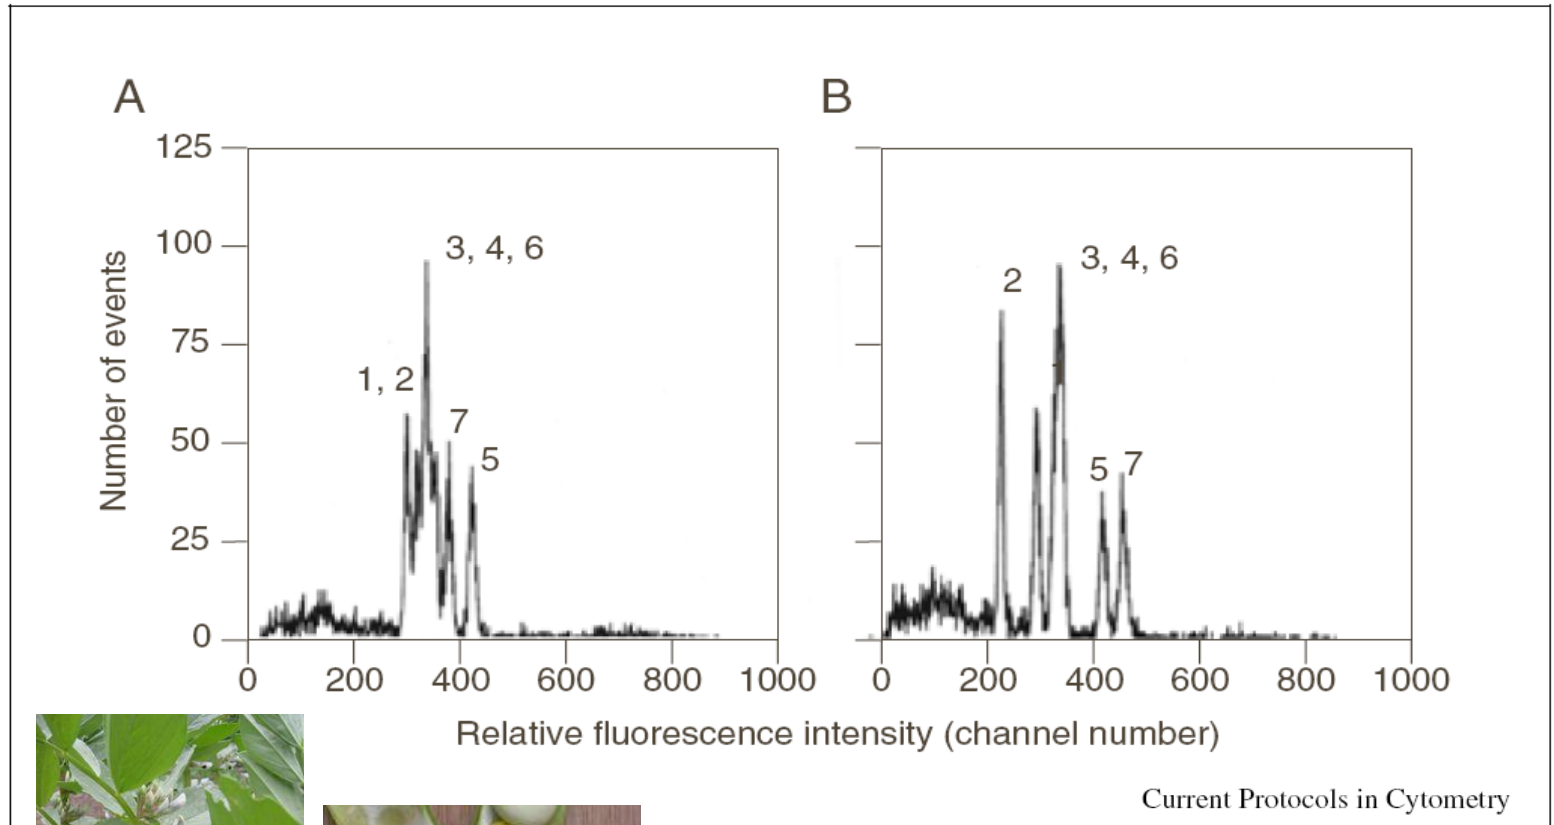 A
B
125
100
75
50
25
0
Number of events
3, 4, 6
1, 2
7
5
2
3, 4, 6
1
5
7
0 200 400 600 800 1000
0 200 400 600 800 1000
Relative fluorescence intensity (channel number)
Current Protocols in Cytometry